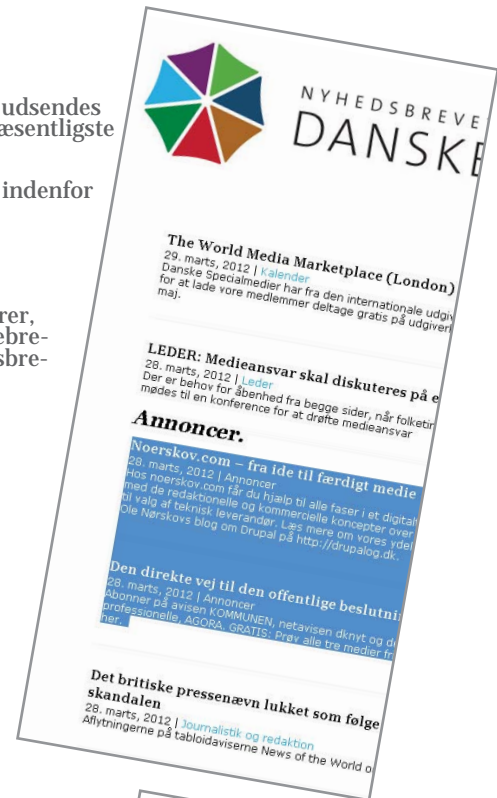 udsendes
æsentligste
indenfor
rer,
ebre-
sbre-
NYHEDSBREVE
DANSKE
The World Media Marketplace (London)
29. marts, 2012 | Kalender
Danske Specialmedier har fra den internationale udgiv
for at lade vore medlemmer deltage gratis på udgiver
maj.
LEDER: Medieansvar skal diskuteres på e
28. marts, 2012 | Leder
Der er behov for åbenhed fra begge sider, når folketin
mødes til en konference for at drøfte medieansvar
Annoncer.
Noerskov.com – fra ide til færdigt medie
28. marts, 2012 | Annoncer
Hos noerskov.com får du hjælp til alle faser i et digital
med de redaktionelle og kommercielle koncepter over
til valg af teknisk leverandør. Læs mere om vores ydel
Ole Nørskovs blog om Drupal på http://drupalog.dk.
Den direkte vej til den offentlige beslutni
28. marts, 2012 | Annoncer
Abonner på avisen KOMMUNEN, netavisen dknyt og d
professionelle, AGORA. GRATIS: Prøv alle tre medier fr
her.
Det britiske pressenævn lukket som følge
skandalen
28. marts, 2012 | Journalistik og redaktion
Aflytningerne på tabloidaviserne News of the World o